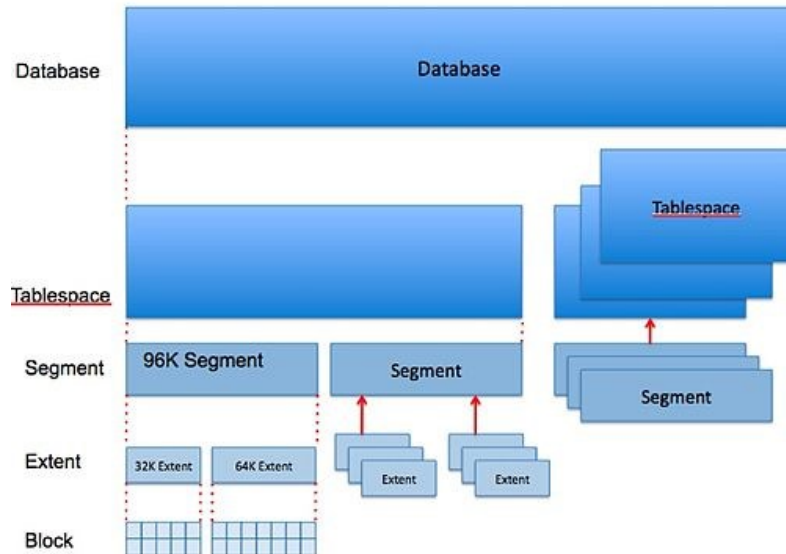 Database
Database
Tablespace
Tablespace
Segment
96K Segment
Segment
Segment
Extent
32K Extent
64K Extent
Extent
Extent
Block